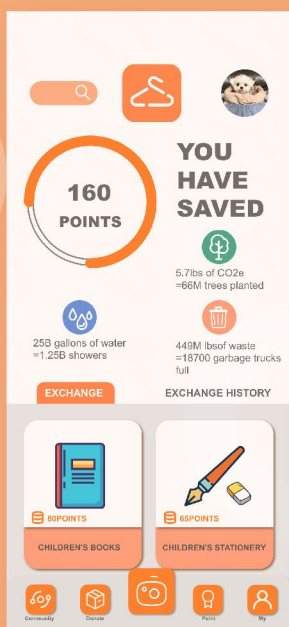 160
POINTS
YOU
HAVE
SAVED
5.7lbs of CO2e
=66M trees planted
25B gallons of water
=1.25B showers
449M lbsof waste
=18700 garbage trucks
full
EXCHANGE
EXCHANGE HISTORY
80POINTS
65POINTS
CHILDREN'S BOOKS
CHILDREN'S STATIONERY
Community
Donate
Point
My